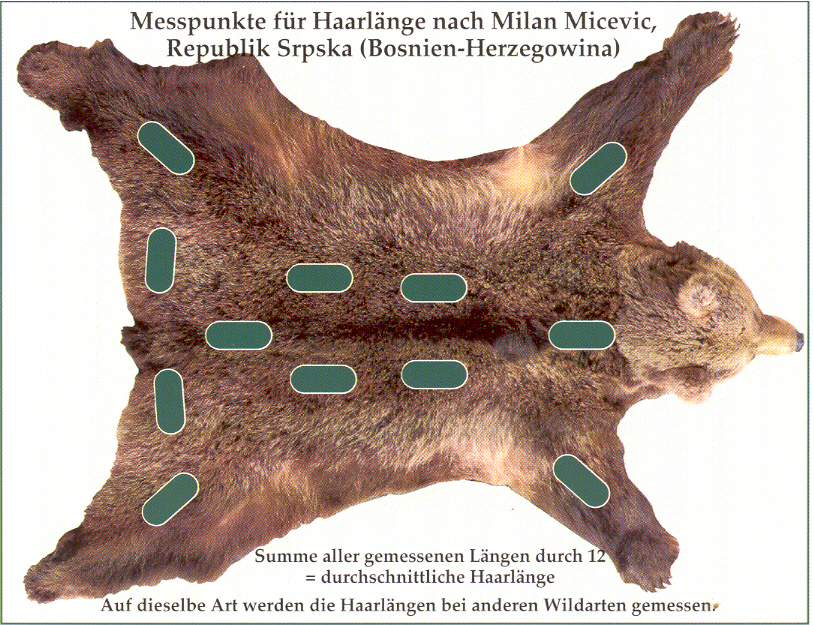 Messpunkte für Haarlänge nach Milan Micevic,
Republik Srpska (Bosnien-Herzegowina)
Summe aller gemessenen Längen durch 12
= durchschnittliche Haarlänge
Auf dieselbe Art werden die Haarlängen bei anderen Wildarten gemessen.